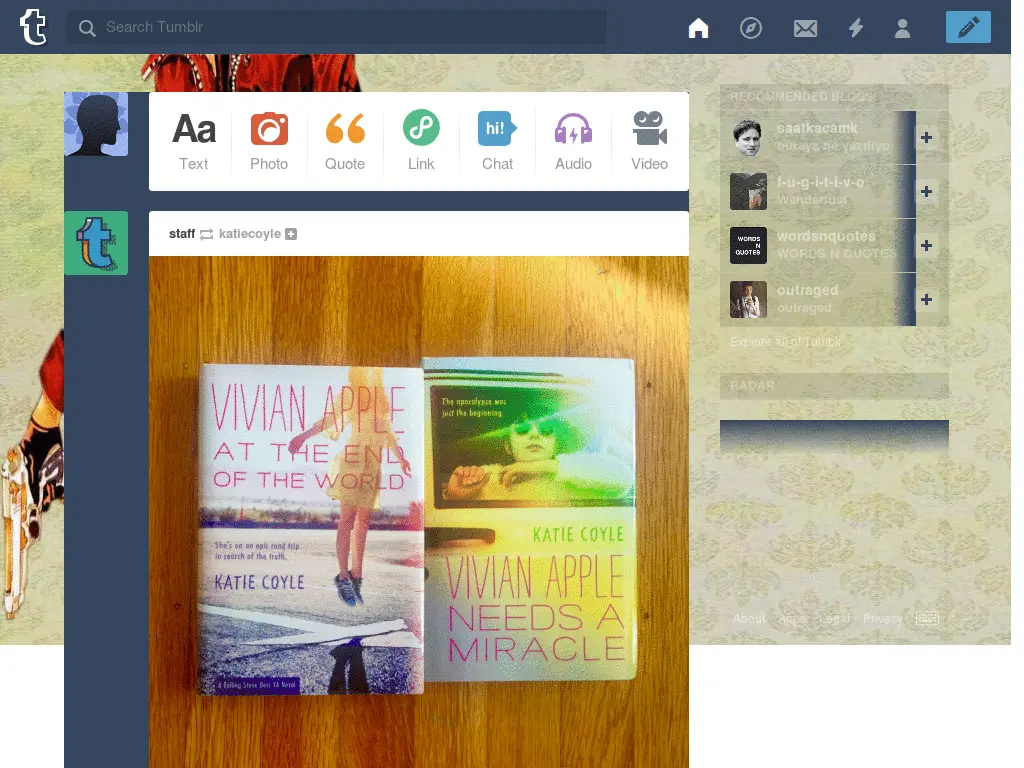 Search Tumblr
Aa
Text
Photo
Quote
Link
hi!
Chat
Audio
Video
staff katiecoyle
VIVIAN APPLE
AT THE END
OF THE WORLD
She's on an epic road trip
in search of the truth.
KATIE COYLE
A Rolling Stone Best YA Novel
The apocalypse was
just the beginning.
KATIE COYLE
VIVIAN APPLE
NEEDS A
MIRACLE
RECOMMENDED BLOGS
saatkacamk
buraya ne yaziliyo
f-u-g-i-t-i-v-o
Wanderlust
WORDS
N
QUOTES
wordsnquotes
WORDS N QUOTES
outraged
outraged
Explore all of Tumblr
RADAR
About Apps Legal Privacy